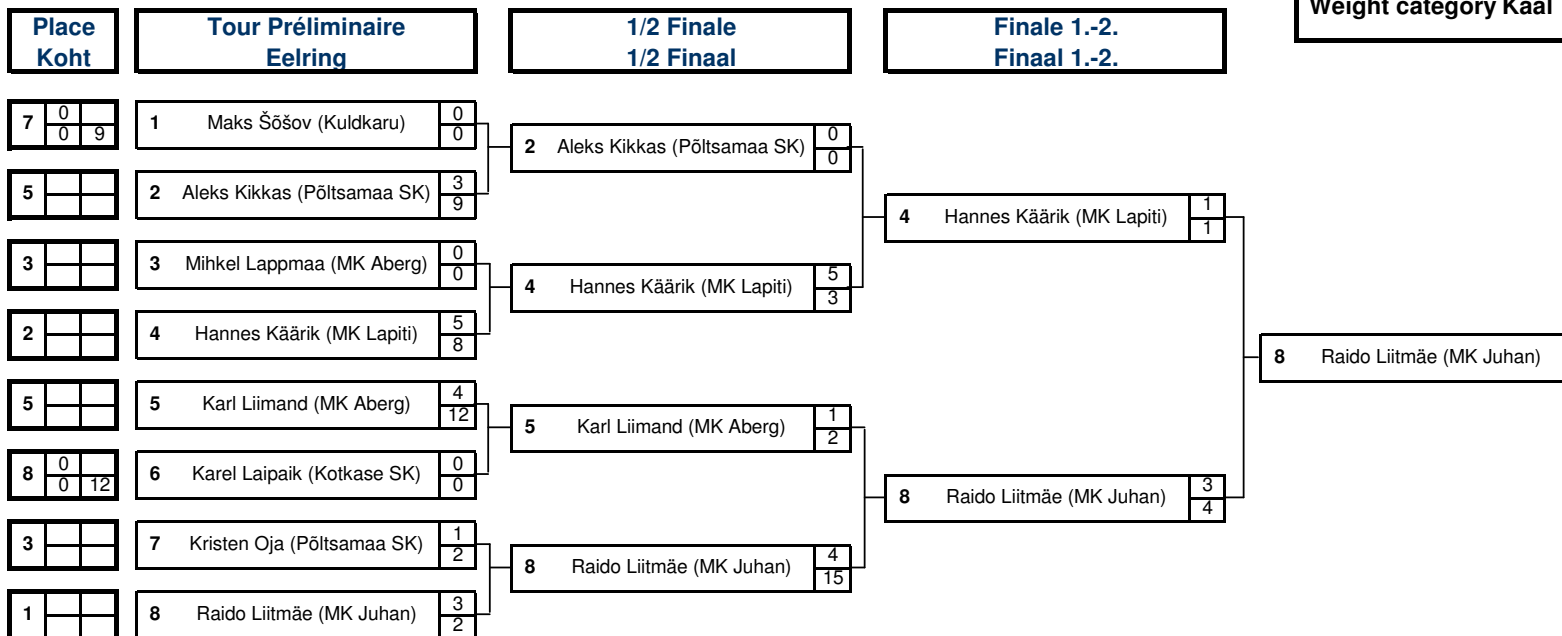 Weight category Kaal
Place Tour Préliminaire 1/2 Finale Finale 1.-2.
Koht Eelring 1/2 Finaal Finaal 1.-2.
7 0
0 9
1 Maks Šõšov (Kuldkaru) 0
0
2 Aleks Kikkas (Põltsamaa SK) 0
0
5 2 Aleks Kikkas (Põltsamaa SK) 3
9
4 Hannes Käärik (MK Lapiti) 1
1
3 3 Mihkel Lappmaa (MK Aberg) 0
0
4 Hannes Käärik (MK Lapiti) 5
3
2 4 Hannes Käärik (MK Lapiti) 5
8
8 Raido Liitmäe (MK Juhan)
5 5 Karl Liimand (MK Aberg) 4
12
5 Karl Liimand (MK Aberg) 1
2
8 0
0 12
6 Karel Laipaik (Kotkase SK) 0
0
8 Raido Liitmäe (MK Juhan) 3
4
3 7 Kristen Oja (Põltsamaa SK) 1
2
8 Raido Liitmäe (MK Juhan) 4
15
1 8 Raido Liitmäe (MK Juhan) 3
2